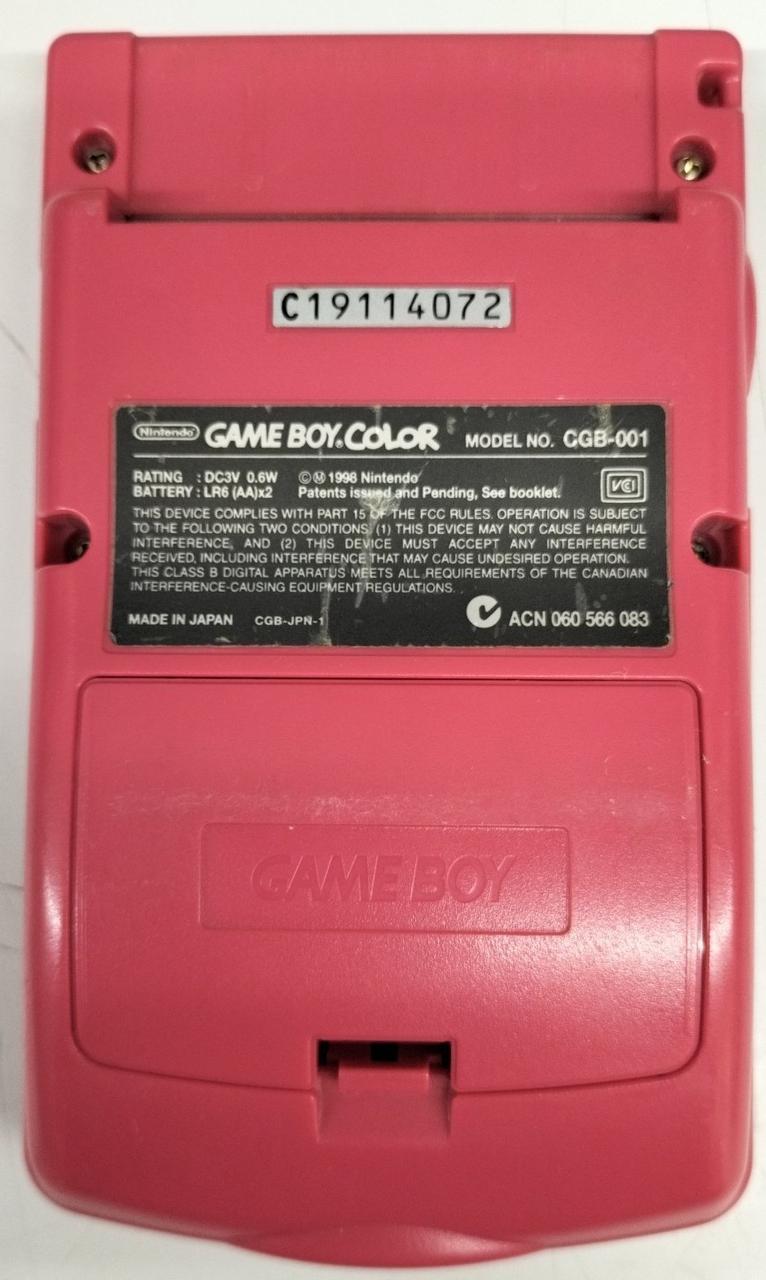 C19114072
Nintendo GAME BOY COLOR MODEL NO. CGB-001
RATING : DC3V 0.6W ©Ⓜ1998 Nintendo
BATTERY : LR6 (AA)x2 Patents issued and Pending, See booklet. VCI
THIS DEVICE COMPLIES WITH PART 15 OF THE FCC RULES. OPERATION IS SUBJECT
TO THE FOLLOWING TWO CONDITIONS (1) THIS DEVICE MAY NOT CAUSE HARMFUL
INTERFERENCE, AND (2) THIS DEVICE MUST ACCEPT ANY INTERFERENCE
RECEIVED, INCLUDING INTERFERENCE THAT MAY CAUSE UNDESIRED OPERATION.
THIS CLASS B DIGITAL APPARATUS MEETS ALL REQUIREMENTS OF THE CANADIAN
INTERFERENCE-CAUSING EQUIPMENT REGULATIONS.
MADE IN JAPAN CGB-JPN-1 ACN 060 566 083
GAME BOY